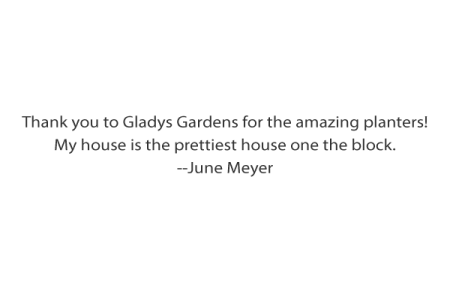 Thank you to Gladys Gardens for the amazing planters!
My house is the prettiest house one the block.
--June Meyer